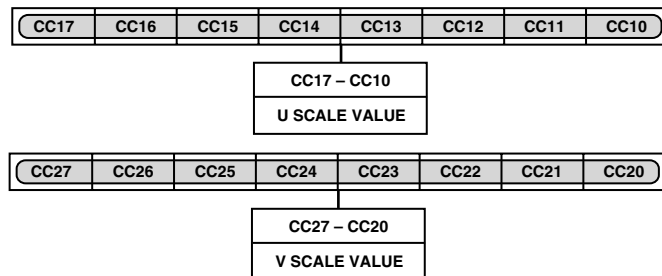 CC17 CC16 CC15 CC14 CC13 CC12 CC11 CC10
CC17 – CC10
U SCALE VALUE
CC27 CC26 CC25 CC24 CC23 CC22 CC21 CC20
CC27 – CC20
V SCALE VALUE